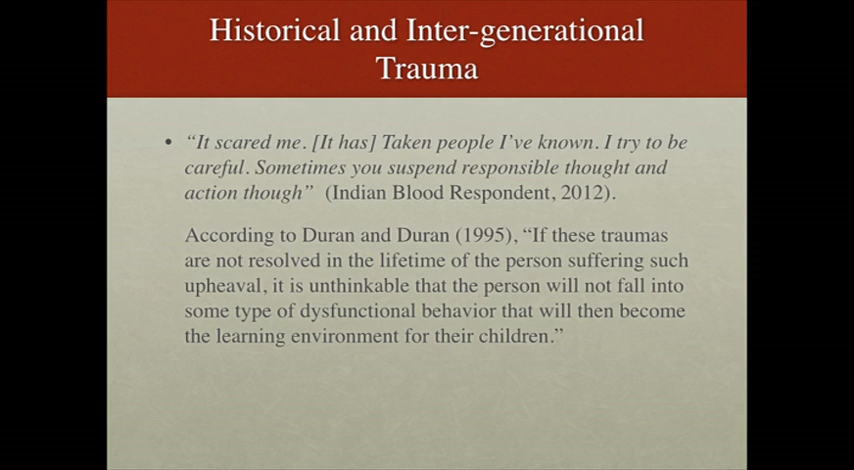 Historical and Inter-generational
Trauma
• “It scared me. [It has] Taken people I’ve known. I try to be
careful. Sometimes you suspend responsible thought and
action though” (Indian Blood Respondent, 2012).
According to Duran and Duran (1995), “If these traumas
are not resolved in the lifetime of the person suffering such
upheaval, it is unthinkable that the person will not fall into
some type of dysfunctional behavior that will then become
the learning environment for their children.”